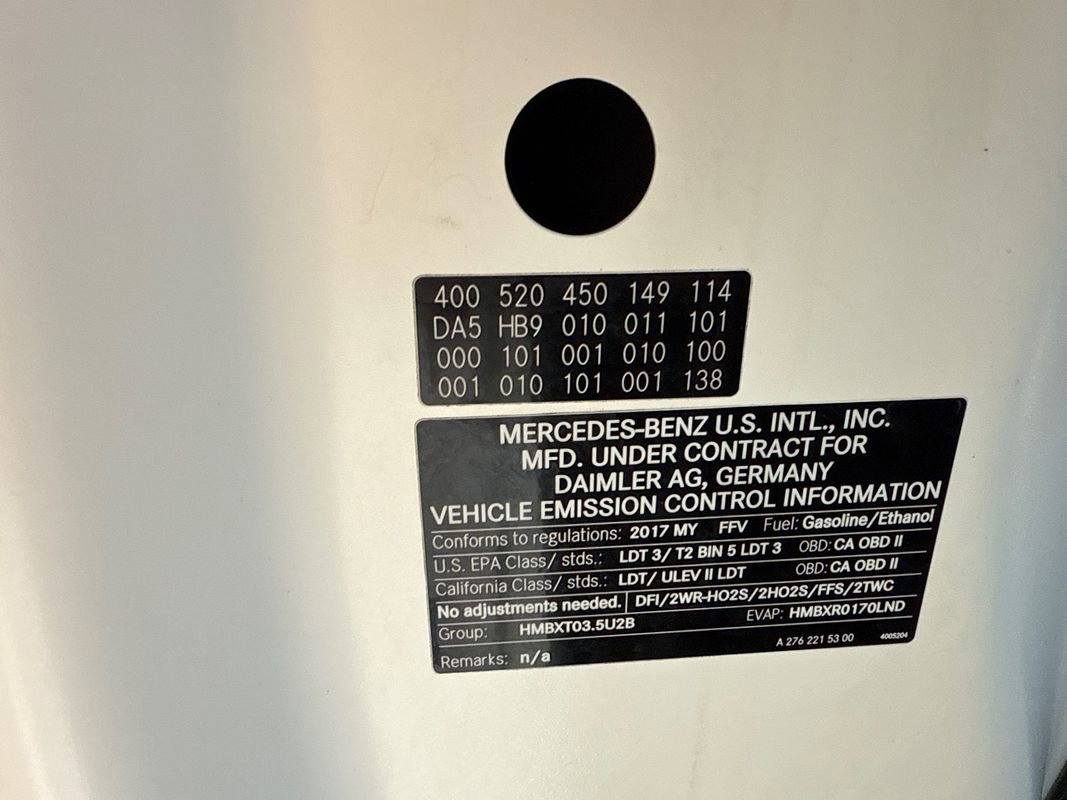 400 520 450 149 114
DA5 HB9 010 011 101
000 101 001 010 100
001 010 101 001 138
MERCEDES-BENZ U.S. INTL., INC.
MFD. UNDER CONTRACT FOR
DAIMLER AG, GERMANY
VEHICLE EMISSION CONTROL INFORMATION
Conforms to regulations: 2017 MY FFV Fuel: Gasoline/Ethanol
U.S. EPA Class/ stds.: LDT 3/ T2 BIN 5 LDT 3 OBD: CA OBD II
California Class/ stds.: LDT/ ULEV II LDT OBD: CA OBD II
No adjustments needed. DFI/2WR-HO2S/2HO2S/FFS/2TWC
Group: HMBXT03.5U2B EVAP: HMBXR0170LND
Remarks: n/a A 276 221 53 00 4005204